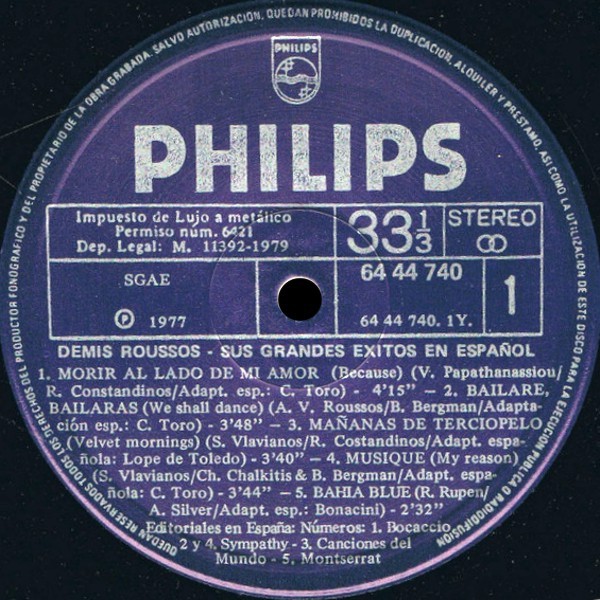 QUEDAN RESERVADOS TODOS LOS DERECHOS DEL PRODUCTOR FONOGRAFICO Y DEL PROPIETARIO DE LA OBRA GRABADA. SALVO AUTORIZACION, QUEDAN PROHIBIDOS LA DUPLICACION, ALQUILER Y PRESTAMO, ASI COMO LA UTILIZACION DE ESTE DISCO PARA LA EJECUCION PUBLICA O RADIODIFUSION
PHILIPS
PHILIPS
Impuesto de Lujo a metálico
Permiso núm. 6421
Dep. Legal: M. 11392-1979
33 1/3
STEREO
SGAE
℗ 1977
64 44 740
64 44 740. 1Y.
1
DEMIS ROUSSOS - SUS GRANDES EXITOS EN ESPAÑOL
1. MORIR AL LADO DE MI AMOR (Because) (V. Papathanassiou/
R. Constandinos/Adapt. esp.: C. Toro) - 4'15" - 2. BAILARE,
BAILARAS (We shall dance) (A. V. Roussos/B. Bergman/Adapta-
ción esp.: C. Toro) - 3'48" - 3. MAÑANAS DE TERCIOPELO
(Velvet mornings) (S. Vlavianos/R. Costandinos/Adapt. espa-
ñola: Lope de Toledo) - 3'40" - 4. MUSIQUE (My reason)
(S. Vlavianos/Ch. Chalkitis & B. Bergman/Adapt. espa-
ñola: C. Toro) - 3'44" - 5. BAHIA BLUE (R. Rupen/
A. Silver/Adapt. esp.: Bonacini) - 2'32"
Editoriales en España: Números: 1. Bocaccio
2 y 4. Sympathy - 3. Canciones del
Mundo - 5. Montserrat